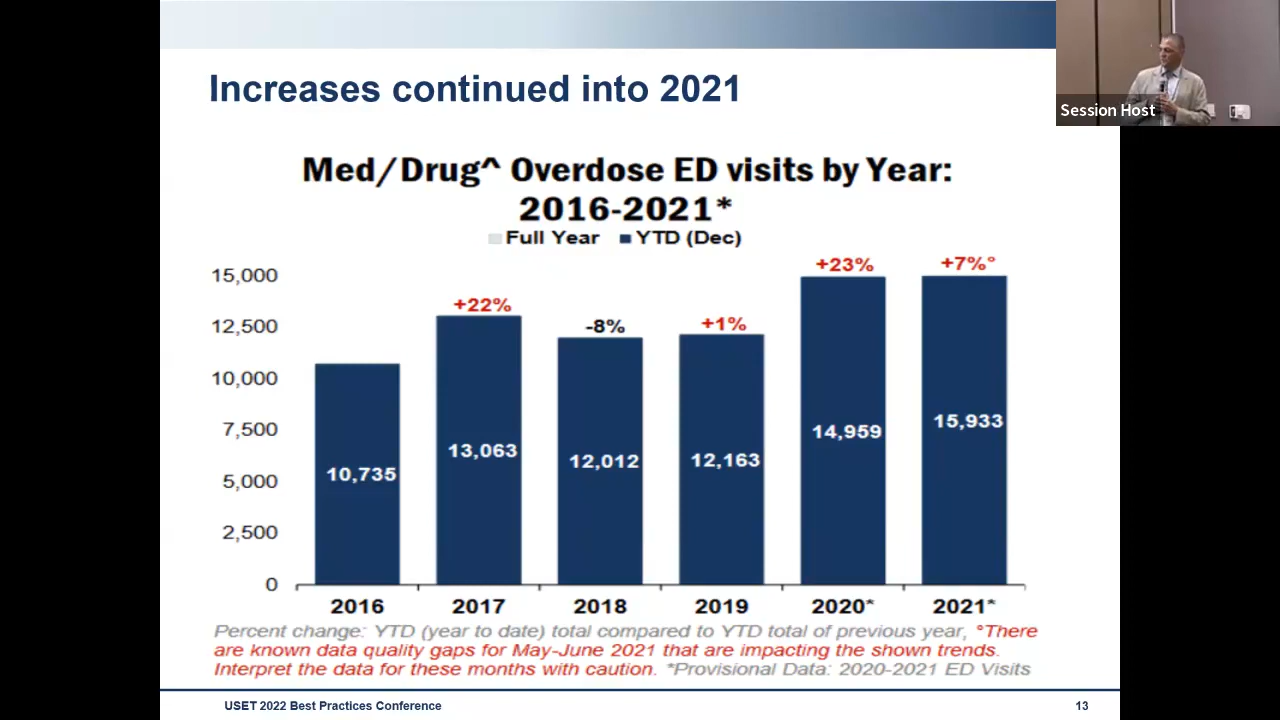 Increases continued into 2021
Session Host
Med/Drug^ Overdose ED visits by Year:
2016-2021*
Full Year YTD (Dec)
15,000
12,500
10,000
7,500
5,000
2,500
0
+22%
-8%
+1%
+23%
+7%°
10,735
13,063
12,012
12,163
14,959
15,933
2016 2017 2018 2019 2020* 2021*
Percent change: YTD (year to date) total compared to YTD total of previous year, °There
are known data quality gaps for May-June 2021 that are impacting the shown trends.
Interpret the data for these months with caution. *Provisional Data: 2020-2021 ED Visits
USET 2022 Best Practices Conference
13